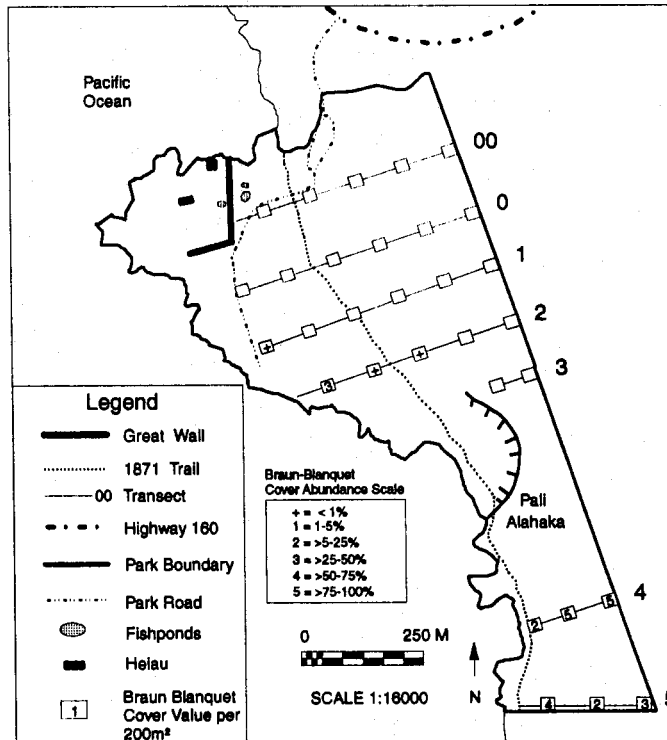 Pacific
Ocean
00
0
1
2
3
4
5
+
3
+
+
2
5
5
4
2
3
Pali
Alahaka
Legend
Great Wall
1871 Trail
00 Transect
Highway 160
Park Boundary
Park Road
Fishponds
Heiau
1 Braun Blanquet
Cover Value per
200m²
Braun-Blanquet
Cover Abundance Scale
+ = < 1%
1 = 1-5%
2 = >5-25%
3 = >25-50%
4 = >50-75%
5 = >75-100%
0 250 M
SCALE 1:16000
N